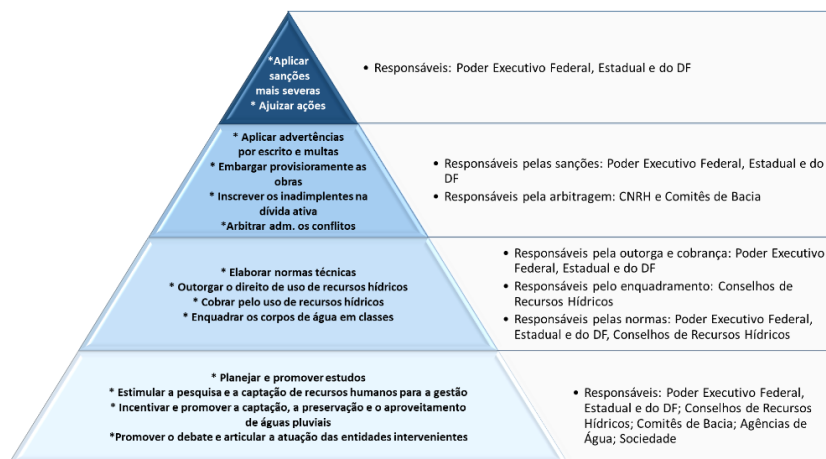 *Aplicar
sanções
mais severas
* Ajuizar ações
• Responsáveis: Poder Executivo Federal, Estadual e do DF
* Aplicar advertências
por escrito e multas
* Embargar provisioramente as
obras
* Inscrever os inadimplentes na
dívida ativa
*Arbitrar adm. os conflitos
• Responsáveis pelas sanções: Poder Executivo Federal, Estadual e do
DF
• Responsáveis pela arbitragem: CNRH e Comitês de Bacia
* Elaborar normas técnicas
* Outorgar o direito de uso de recursos hídricos
* Cobrar pelo uso de recursos hídricos
* Enquadrar os corpos de água em classes
• Responsáveis pela outorga e cobrança: Poder Executivo
Federal, Estadual e do DF
• Responsáveis pelo enquadramento: Conselhos de
Recursos Hídricos
• Responsáveis pelas normas: Poder Executivo Federal,
Estadual e do DF, Conselhos de Recursos Hídricos
* Planejar e promover estudos
* Estimular a pesquisa e a captação de recursos humanos para a gestão
* Incentivar e promover a captação, a preservação e o aproveitamento
de águas pluviais
*Promover o debate e articular a atuação das entidades intervenientes
• Responsáveis: Poder Executivo Federal,
Estadual e do DF; Conselhos de Recursos
Hídricos; Comitês de Bacia; Agências de
Água; Sociedade